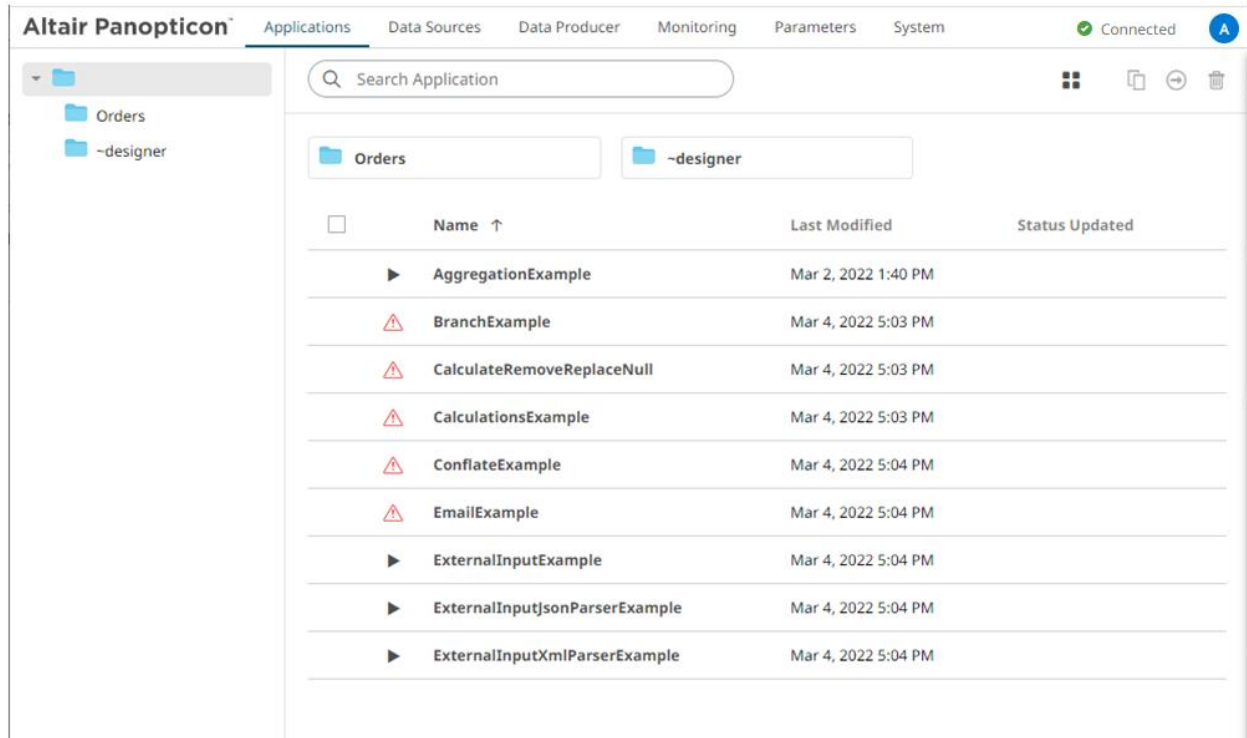 Altair Panopticon™ Applications Data Sources Data Producer Monitoring Parameters System Connected A
Search Application
Orders
~designer
Orders ~designer
Name ↑ Last Modified Status Updated
AggregationExample Mar 2, 2022 1:40 PM
BranchExample Mar 4, 2022 5:03 PM
CalculateRemoveReplaceNull Mar 4, 2022 5:03 PM
CalculationsExample Mar 4, 2022 5:03 PM
ConflateExample Mar 4, 2022 5:04 PM
EmailExample Mar 4, 2022 5:04 PM
ExternalInputExample Mar 4, 2022 5:04 PM
ExternalInputJsonParserExample Mar 4, 2022 5:04 PM
ExternalInputXmlParserExample Mar 4, 2022 5:04 PM